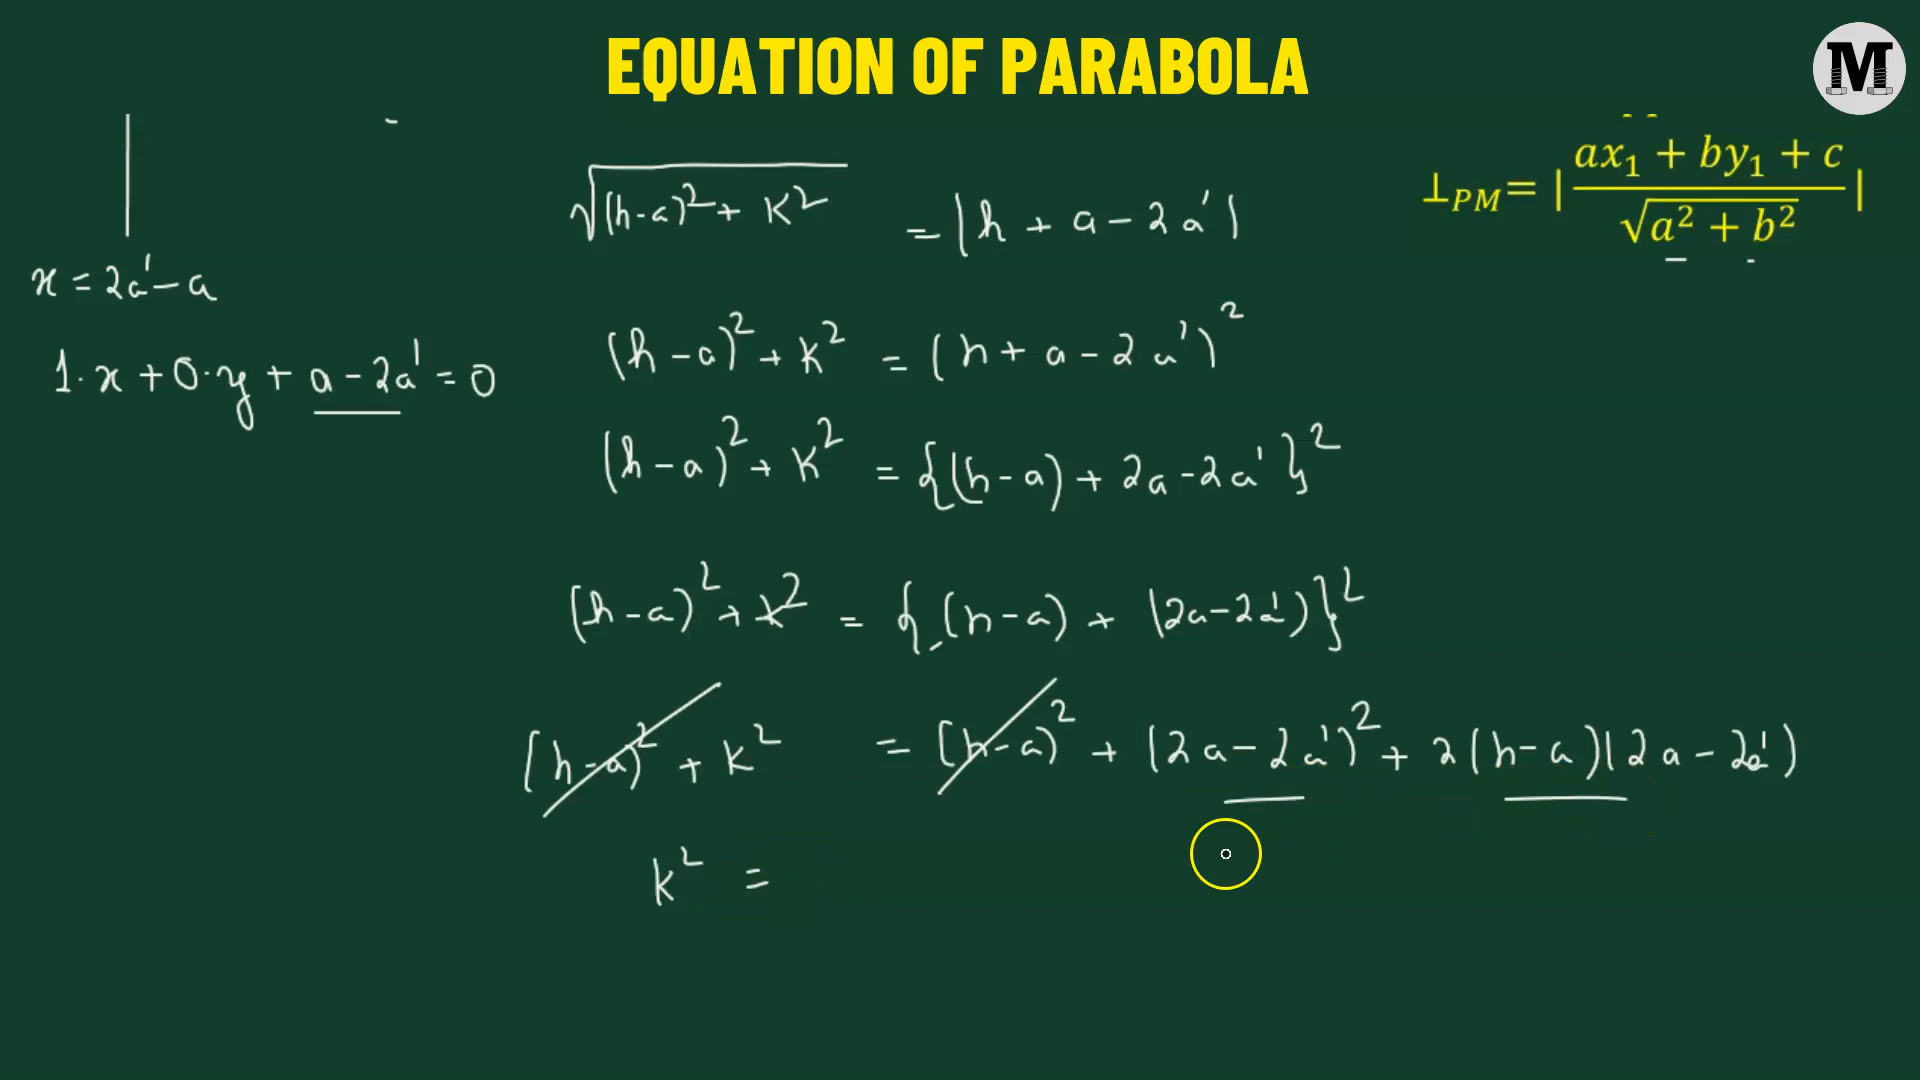 EQUATION OF PARABOLA
M
⊥PM= |ax₁ + by₁ + c / √a² + b²|
√(h-a)² + k² = |h + a - 2a'|
x = 2a' - a
(h - a)² + k² = (h + a - 2a')²
1·x + 0·y + a - 2a' = 0
(h - a)² + k² = {(h - a) + 2a - 2a'}²
(h - a)² + k² = {(h - a) + (2a - 2a')}²
(h - a)² + k² = (h - a)² + (2a - 2a')² + 2(h - a)(2a - 2a')
k² =